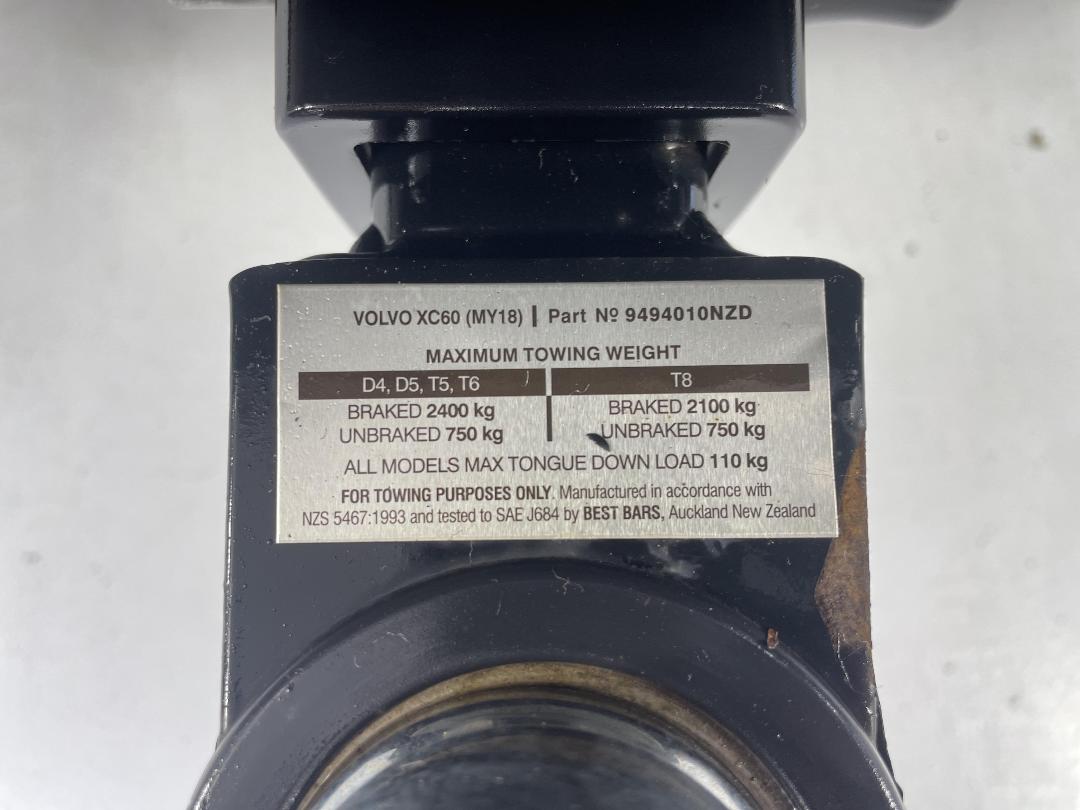 VOLVO XC60 (MY18) | Part Nº 9494010NZD
MAXIMUM TOWING WEIGHT
D4, D5, T5, T6 T8
BRAKED 2400 kg BRAKED 2100 kg
UNBRAKED 750 kg UNBRAKED 750 kg
ALL MODELS MAX TONGUE DOWN LOAD 110 kg
FOR TOWING PURPOSES ONLY. Manufactured in accordance with
NZS 5467:1993 and tested to SAE J684 by BEST BARS, Auckland New Zealand